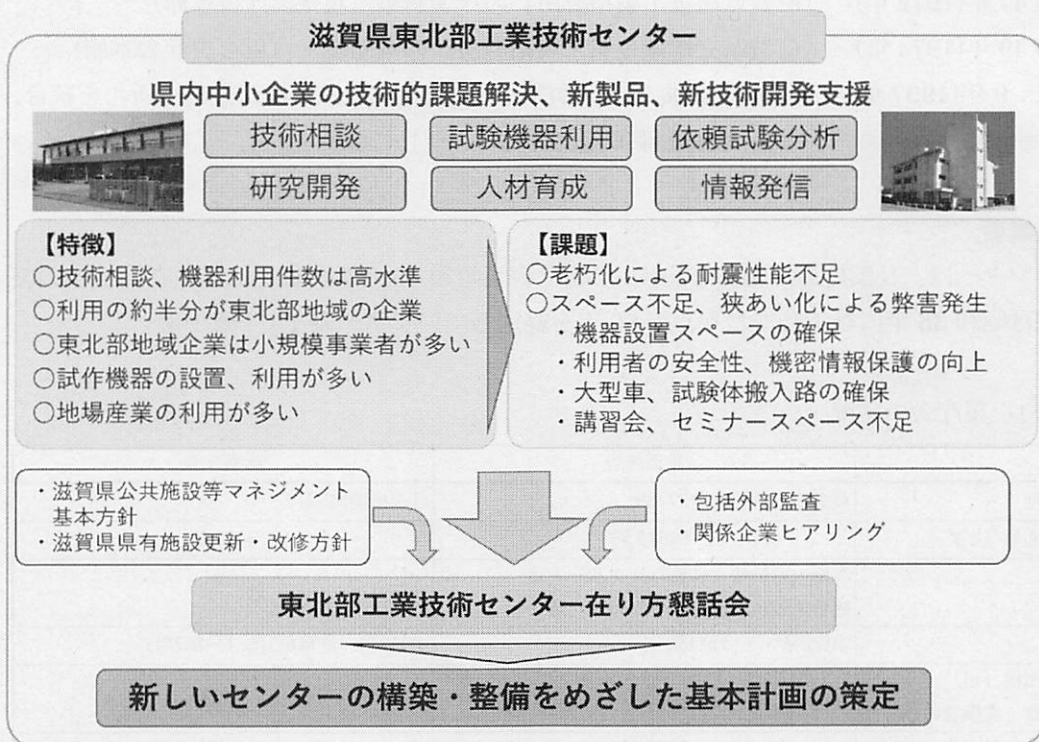 滋賀県東北部工業技術センター
県内中小企業の技術的課題解決、新製品、新技術開発支援
技術相談
試験機器利用
依頼試験分析
研究開発
人材育成
情報発信
【特徴】
○技術相談、機器利用件数は高水準
○利用の約半分が東北部地域の企業
○東北部地域企業は小規模事業者が多い
○試作機器の設置、利用が多い
○地場産業の利用が多い
【課題】
○老朽化による耐震性能不足
○スペース不足、狭あい化による弊害発生
・機器設置スペースの確保
・利用者の安全性、機密情報保護の向上
・大型車、試験体搬入路の確保
・講習会、セミナースペース不足
・滋賀県公共施設等マネジメント
基本方針
・滋賀県県有施設更新・改修方針
・包括外部監査
・関係企業ヒアリング
東北部工業技術センター在り方懇話会
新しいセンターの構築・整備をめざした基本計画の策定